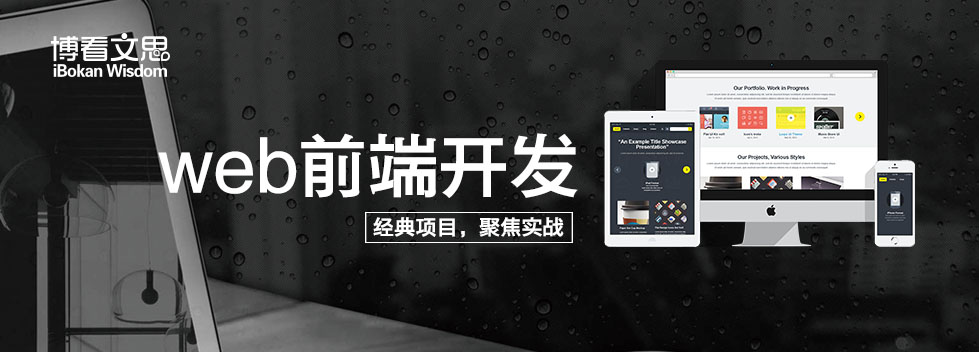 博看文思
iBokan Wisdom
web前端开发
经典项目，聚焦实战
Our Portfolio, Work in Progress
Our Projects, Various Styles
"An Example Title Showcase
Presentation"